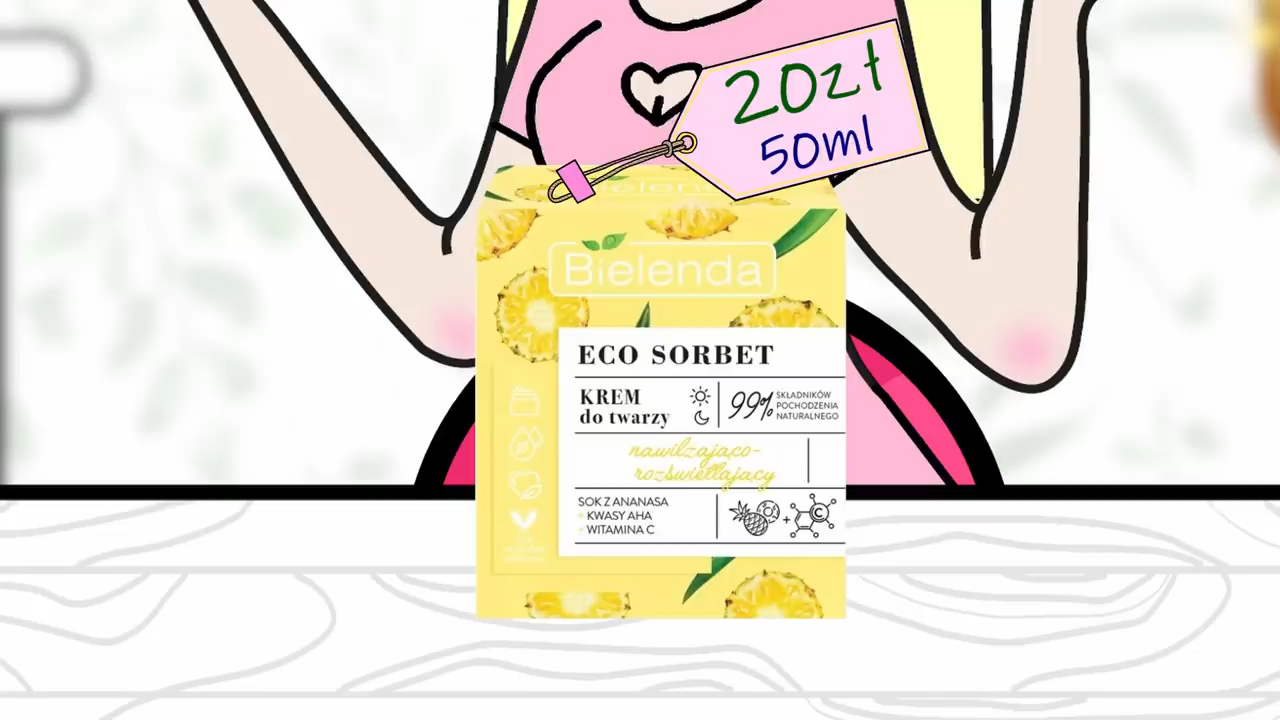 20zł
50ml
Bielenda
Bielenda
ECO SORBET
KREM
do twarzy
99%
SKŁADNIKÓW
POCHODZENIA
NATURALNEGO
nawilżająco-
rozświetlający
SOK Z ANANASA
• KWASY AHA
• WITAMINA C
+
C